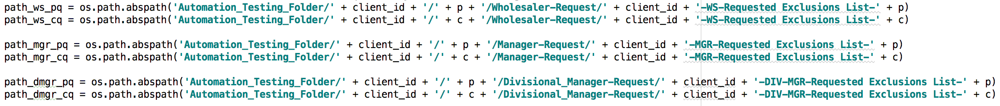 path_ws_pq = os.path.abspath('Automation_Testing_Folder/' + client_id + '/' + p + '/Wholesaler-Request/' + client_id + '-WS-Requested Exclusions List-' + p)
path_ws_cq = os.path.abspath('Automation_Testing_Folder/' + client_id + '/' + c + '/Wholesaler-Request/' + client_id + '-WS-Requested Exclusions List-' + c)
path_mgr_pq = os.path.abspath('Automation_Testing_Folder/' + client_id + '/' + p + '/Manager-Request/' + client_id + '-MGR-Requested Exclusions List-' + p)
path_mgr_cq = os.path.abspath('Automation_Testing_Folder/' + client_id + '/' + c + '/Manager-Request/' + client_id + '-MGR-Requested Exclusions List-' + c)
path_dmgr_pq = os.path.abspath('Automation_Testing_Folder/' + client_id + '/' + p + '/Divisional_Manager-Request/' + client_id + '-DIV-MGR-Requested Exclusions List-' + p)
path_dmgr_cq = os.path.abspath('Automation_Testing_Folder/' + client_id + '/' + c + '/Divisional_Manager-Request/' + client_id + '-DIV-MGR-Requested Exclusions List-' + c)